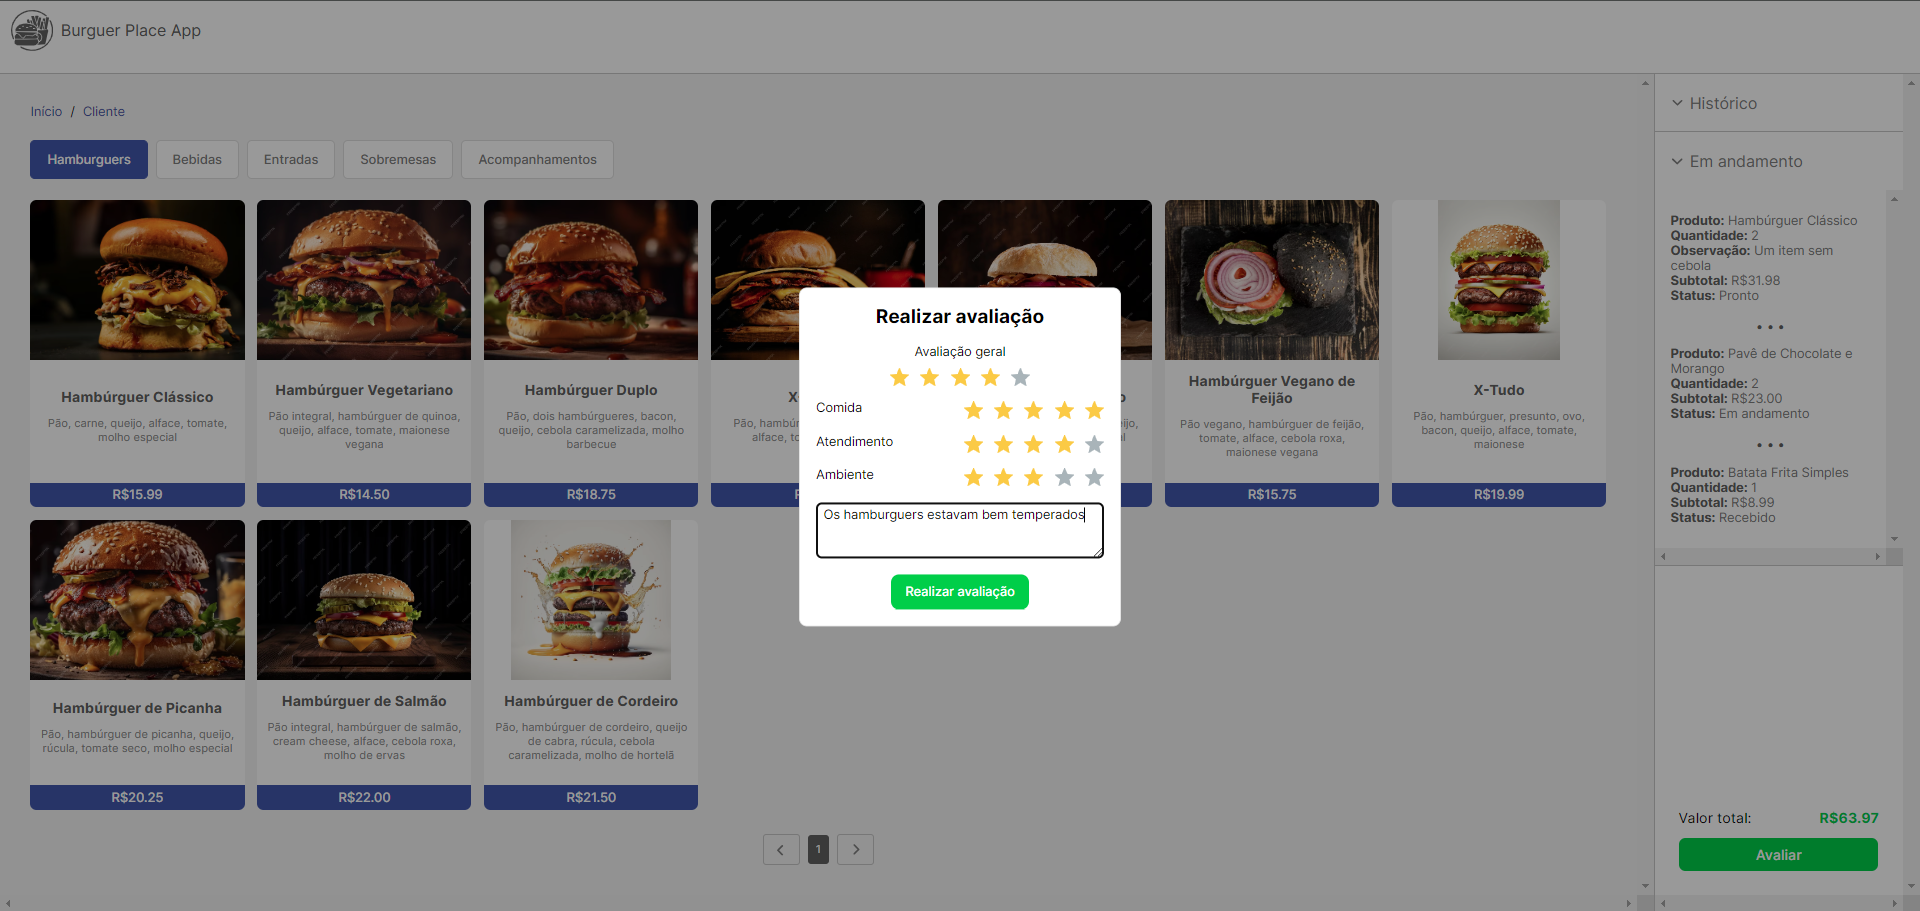 Burguer Place App
Início / Cliente
Hamburguers
Bebidas
Entradas
Sobremesas
Acompanhamentos
Hambúrguer Clássico
Pão, carne, queijo, alface, tomate,
molho especial
R$15.99
Hambúrguer Vegetariano
Pão integral, hambúrguer de quinoa,
queijo, alface, tomate, maionese
vegana
R$14.50
Hambúrguer Duplo
Pão, dois hambúrgueres, bacon,
queijo, cebola caramelizada, molho
barbecue
R$18.75
Hambúrguer Vegano de
Feijão
Pão vegano, hambúrguer de feijão,
tomate, alface, cebola roxa,
maionese vegana
R$15.75
X-Tudo
Pão, hambúrguer, presunto, ovo,
bacon, queijo, alface, tomate,
maionese
R$19.99
Hambúrguer de Picanha
Pão, hambúrguer de picanha, queijo,
rúcula, tomate seco, molho especial
R$20.25
Hambúrguer de Salmão
Pão integral, hambúrguer de salmão,
cream cheese, alface, cebola roxa,
molho de ervas
R$22.00
Hambúrguer de Cordeiro
Pão, hambúrguer de cordeiro, queijo
de cabra, rúcula, cebola
caramelizada, molho de hortelã
R$21.50
1
Realizar avaliação
Avaliação geral
Comida
Atendimento
Ambiente
Os hamburguers estavam bem temperados
Realizar avaliação
Histórico
Em andamento
Produto: Hambúrguer Clássico
Quantidade: 2
Observação: Um item sem
cebola
Subtotal: R$31.98
Status: Pronto
• • •
Produto: Pavê de Chocolate e
Morango
Quantidade: 2
Subtotal: R$23.00
Status: Em andamento
• • •
Produto: Batata Frita Simples
Quantidade: 1
Subtotal: R$8.99
Status: Recebido
Valor total: R$63.97
Avaliar